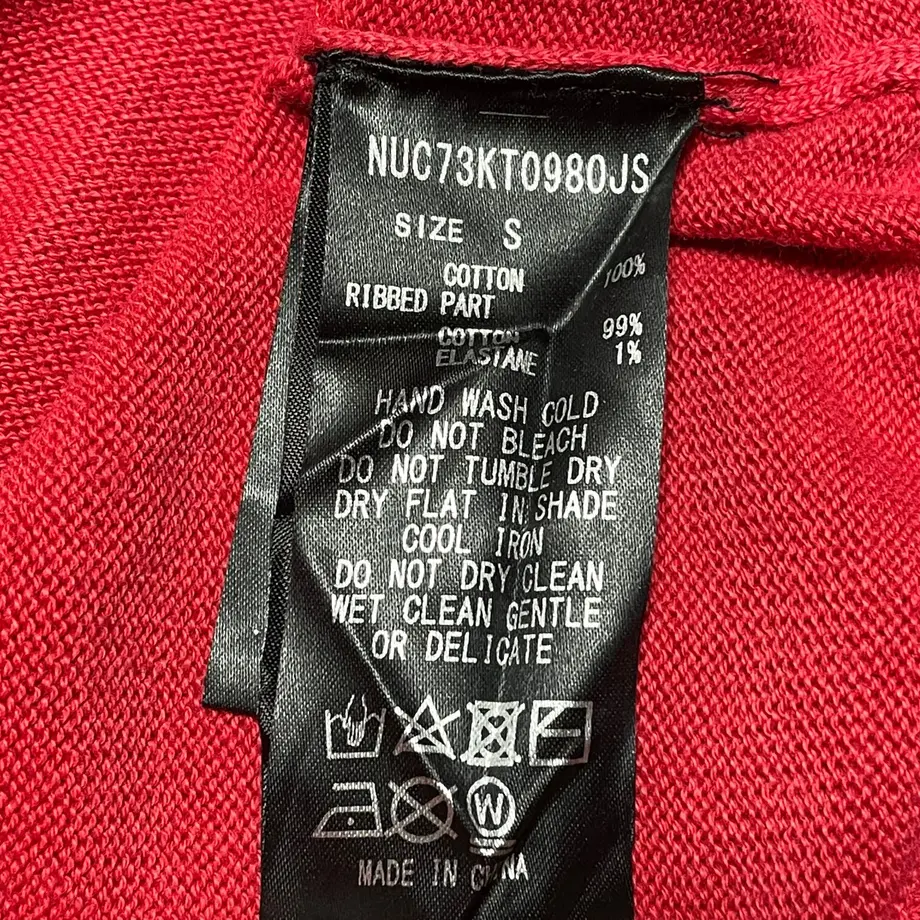 NUC73KT0980JS
SIZE S
COTTON 100%
RIBBED PART
COTTON 99%
ELASTANE 1%
HAND WASH COLD
DO NOT BLEACH
DO NOT TUMBLE DRY
DRY FLAT IN SHADE
COOL IRON
DO NOT DRY CLEAN
WET CLEAN GENTLE
OR DELICATE
W
MADE IN CHINA